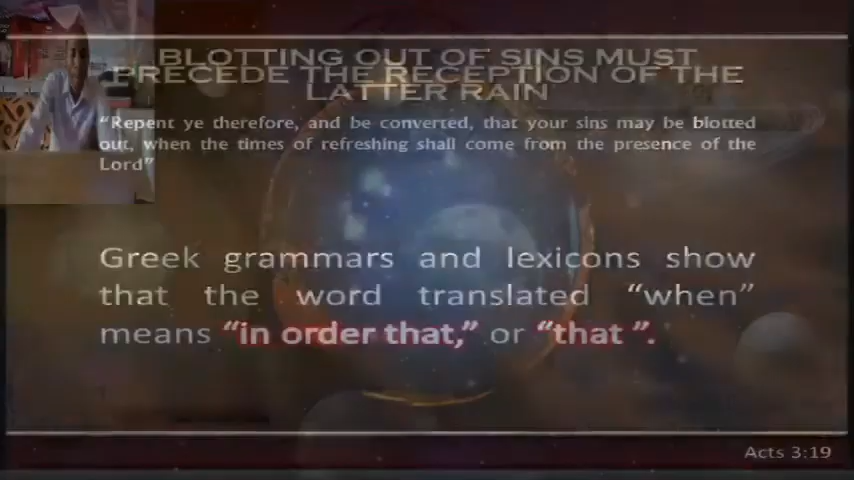 BLOTTING OUT OF SINS MUST
PRECEDE THE RECEPTION OF THE
LATTER RAIN
“Repent ye therefore, and be converted, that your sins may be blotted
out, when the times of refreshing shall come from the presence of the
Lord”
Greek grammars and lexicons show
that the word translated “when”
means “in order that,” or “that ”.
Acts 3:19